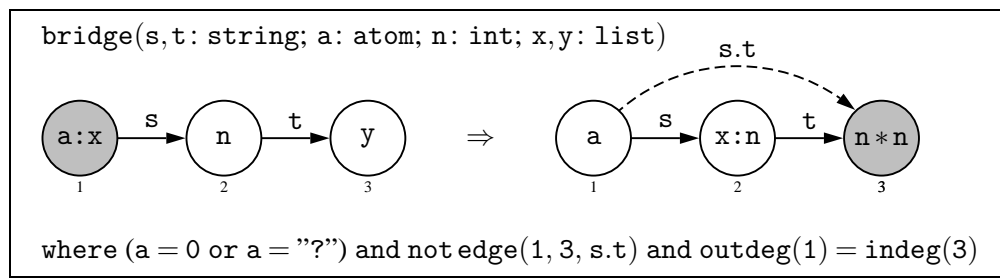 bridge(s,t: string; a: atom; n: int; x,y: list)
s.t
a:x s n t y ⇒ a s x:n t n∗n
1 2 3 1 2 3
where (a = 0 or a = ”?”) and not edge(1, 3, s.t) and outdeg(1) = indeg(3)